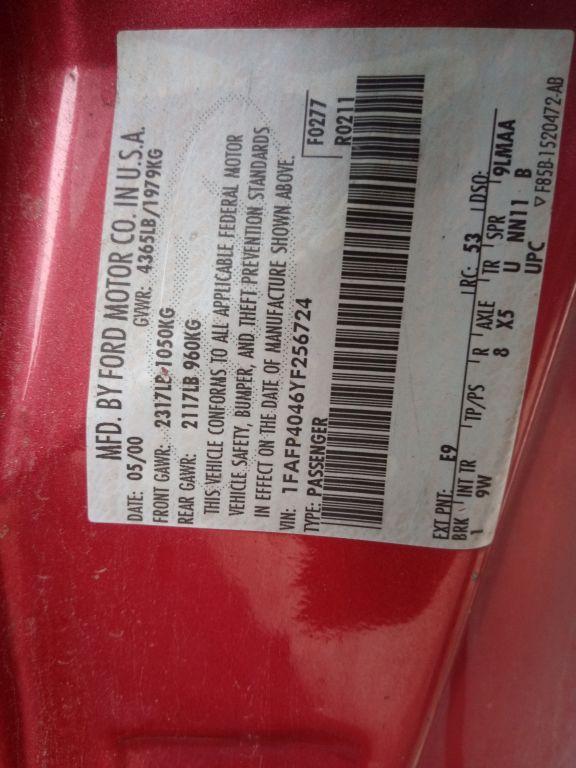 MFD. BY FORD MOTOR CO. IN U.S.A.
DATE: 05/00 GVWR: 4365LB/1979KG
FRONT GAWR: 2317LB 1050KG
REAR GAWR: 2117LB 960KG
THIS VEHICLE CONFORMS TO ALL APPLICABLE FEDERAL MOTOR
VEHICLE SAFETY, BUMPER, AND THEFT PREVENTION STANDARDS
IN EFFECT ON THE DATE OF MANUFACTURE SHOWN ABOVE.
VIN: 1FAFP4046YF256724
TYPE: PASSENGER
F0277
R0211
EXT PNT: E9 RC: 53 DSO:
BRK INT TR TP/PS R AXLE TR SPR 9LMAA
1 9W 8 X5 U NN11 B
UPC
▽F85B-1520472-AB